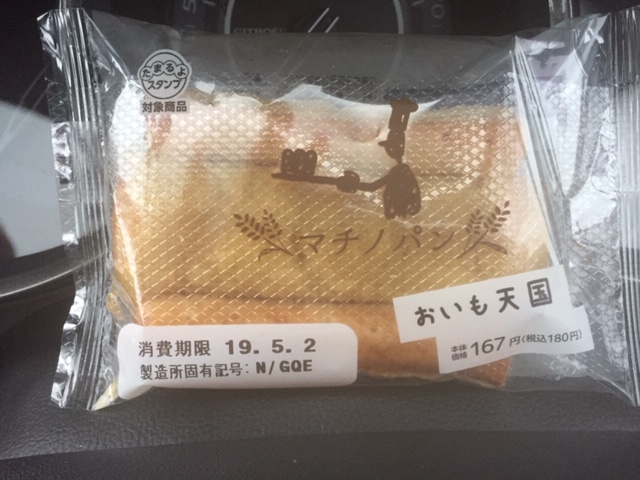 CITROËN
たまるよ
スタンプ
対象商品
マチノパン
おいも天国
本体
価格 167円(税込180円)
消費期限 19.5.2
製造所固有記号:N/GQE